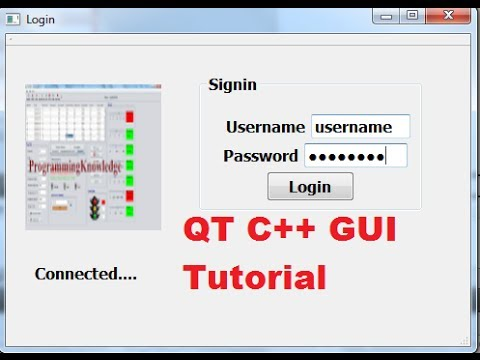 Login
Signin
Username username
Password ●●●●●●●●
Login
ProgrammingKnowledge
Connected....
QT C++ GUI
Tutorial